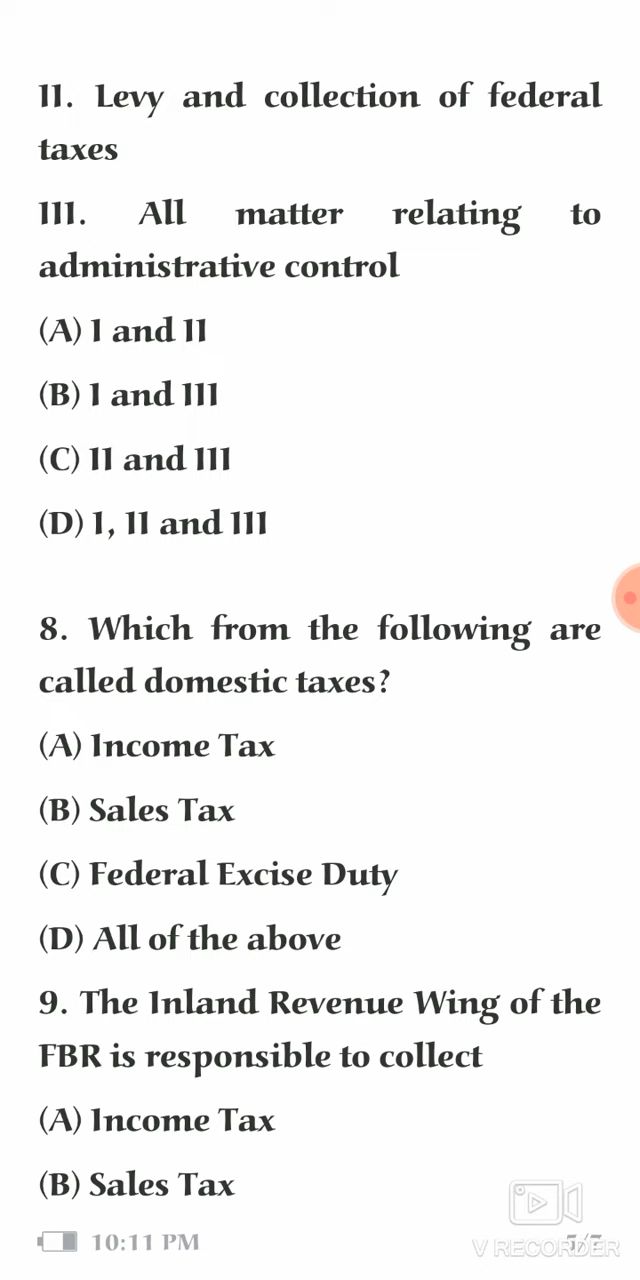 II. Levy and collection of federal
taxes
III. All matter relating to
administrative control
(A) I and II
(B) I and III
(C) II and III
(D) I, II and III
8. Which from the following are
called domestic taxes?
(A) Income Tax
(B) Sales Tax
(C) Federal Excise Duty
(D) All of the above
9. The Inland Revenue Wing of the
FBR is responsible to collect
(A) Income Tax
(B) Sales Tax
10:11 PM
V RECORDER